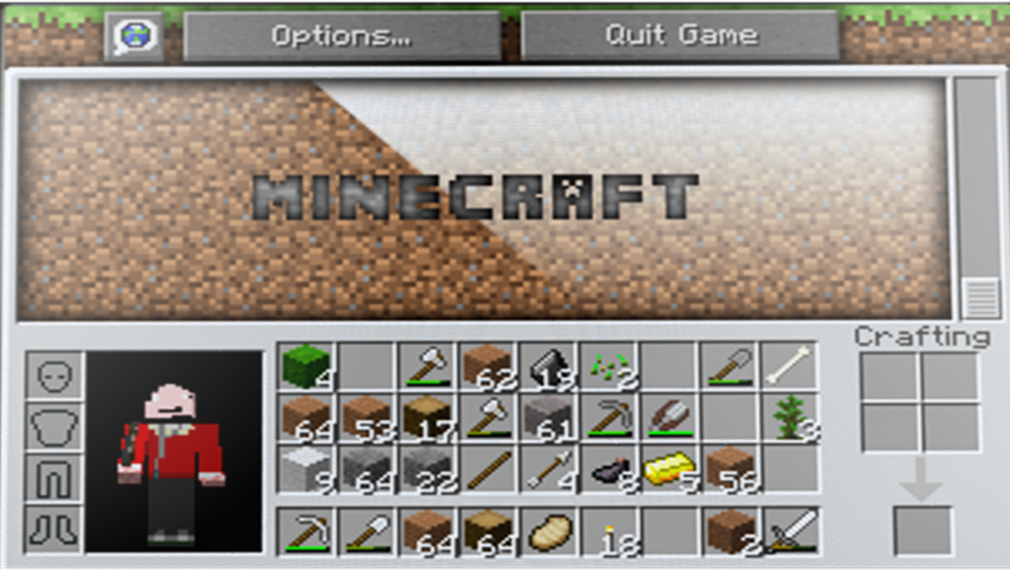 Options... Quit Game
MINECRAFT
Crafting
4 62 19 2
64 53 17 61 3
9 64 22 4 8 5 56
64 64 18 2